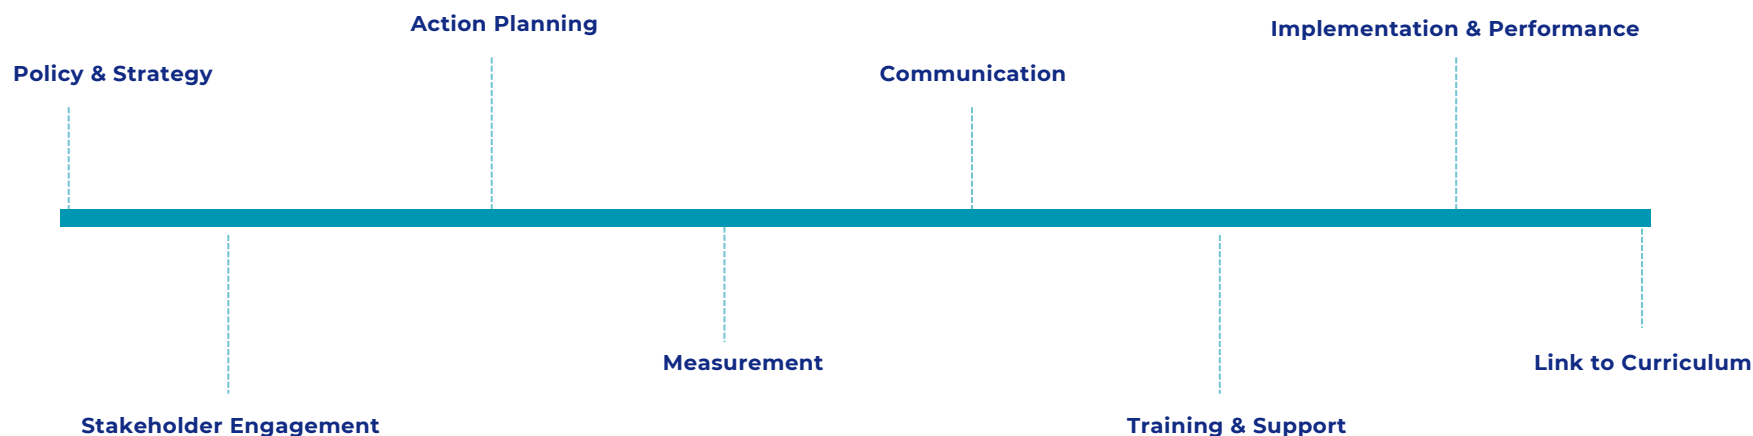 Action Planning
Implementation & Performance
Policy & Strategy
Communication
Measurement
Link to Curriculum
Stakeholder Engagement
Training & Support